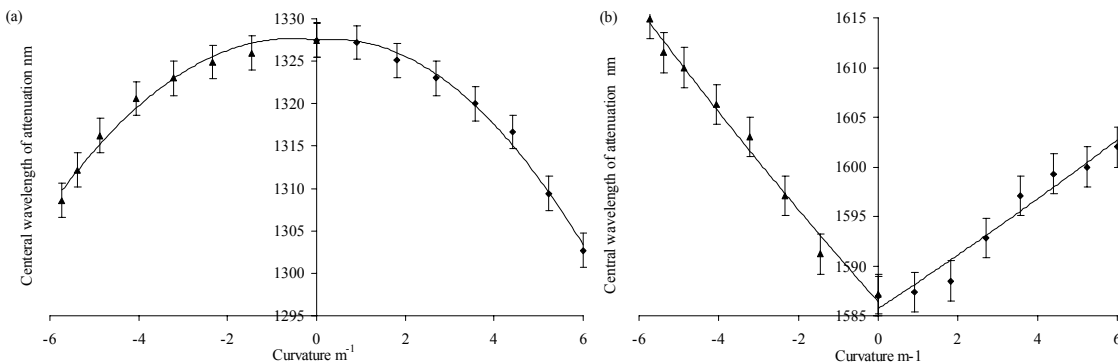 (a)
Centeral wavelength of attenuation nm
1330
1325
1320
1315
1310
1305
1300
1295
-6 -4 -2 0 2 4 6
Curvature m-1
(b)
Central wavelength of attenuation nm
1615
1610
1605
1600
1595
1590
1585
-6 -4 -2 0 2 4 6
Curvature m-1